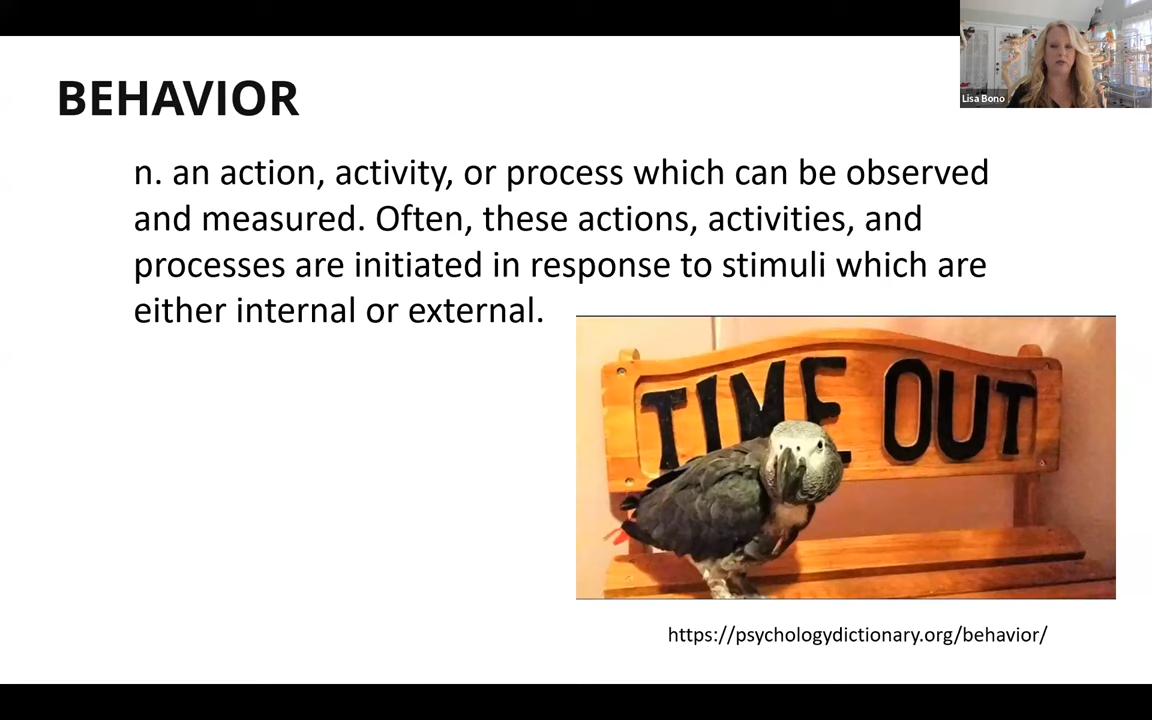 Lisa Bono
BEHAVIOR
n. an action, activity, or process which can be observed
and measured. Often, these actions, activities, and
processes are initiated in response to stimuli which are
either internal or external.
TIME OUT
https://psychologydictionary.org/behavior/